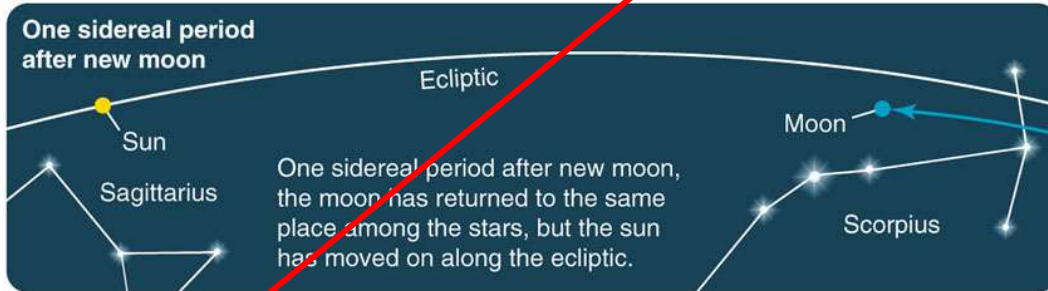 One sidereal period
after new moon
Ecliptic
Sun
Moon
Sagittarius
One sidereal period after new moon,
the moon has returned to the same
place among the stars, but the sun
has moved on along the ecliptic.
Scorpius